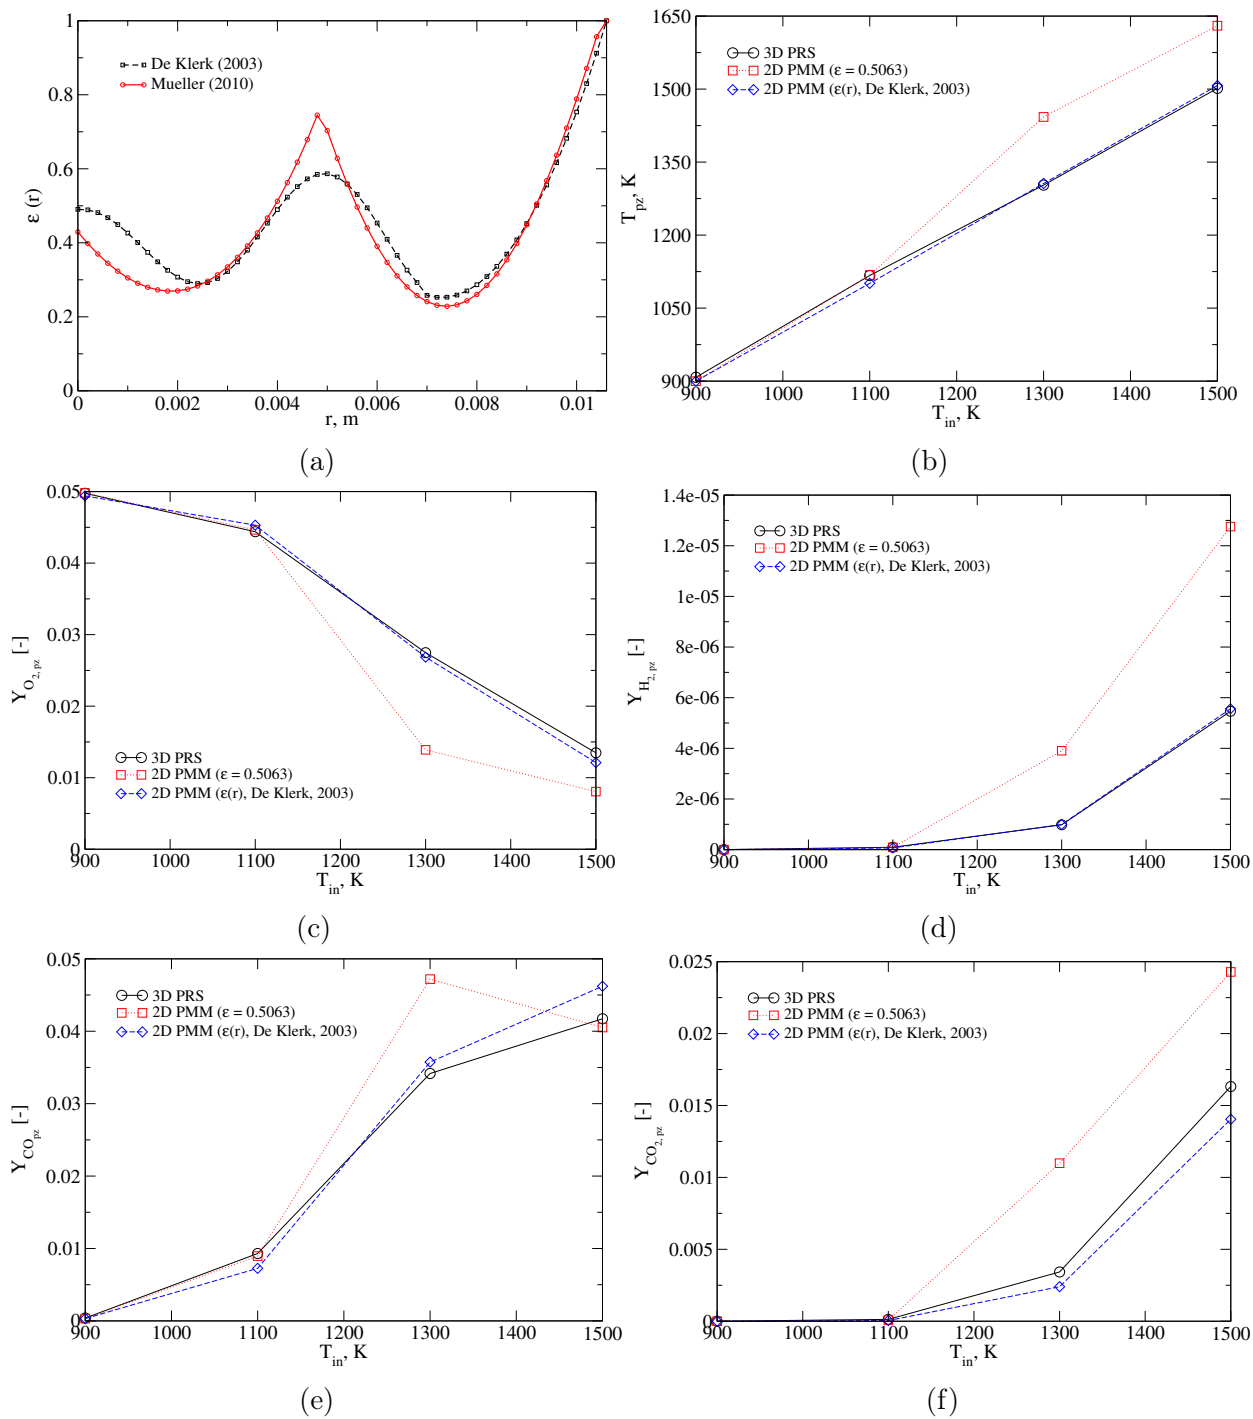 1
0.8
0.6
0.4
0.2
0
ε (r)
De Klerk (2003)
Mueller (2010)
0 0.002 0.004 0.006 0.008 0.01
r, m
(a)
1650
1500
1350
1200
1050
900
T_pz, K
3D PRS
2D PMM (ε = 0.5063)
2D PMM (ε(r), De Klerk, 2003)
900 1000 1100 1200 1300 1400 1500
T_in, K
(b)
0.05
0.04
0.03
0.02
0.01
0
Y_O2,pz [-]
3D PRS
2D PMM (ε = 0.5063)
2D PMM (ε(r), De Klerk, 2003)
900 1000 1100 1200 1300 1400 1500
T_in, K
(c)
1.4e-05
1.2e-05
1e-05
8e-06
6e-06
4e-06
2e-06
0
Y_H2,pz [-]
3D PRS
2D PMM (ε = 0.5063)
2D PMM (ε(r), De Klerk, 2003)
900 1000 1100 1200 1300 1400 1500
T_in, K
(d)
0.05
0.04
0.03
0.02
0.01
0
Y_COpz [-]
3D PRS
2D PMM (ε = 0.5063)
2D PMM (ε(r), De Klerk, 2003)
900 1000 1100 1200 1300 1400 1500
T_in, K
(e)
0.025
0.02
0.015
0.01
0.005
0
Y_CO2,pz [-]
3D PRS
2D PMM (ε = 0.5063)
2D PMM (ε(r), De Klerk, 2003)
900 1000 1100 1200 1300 1400 1500
T_in, K
(f)